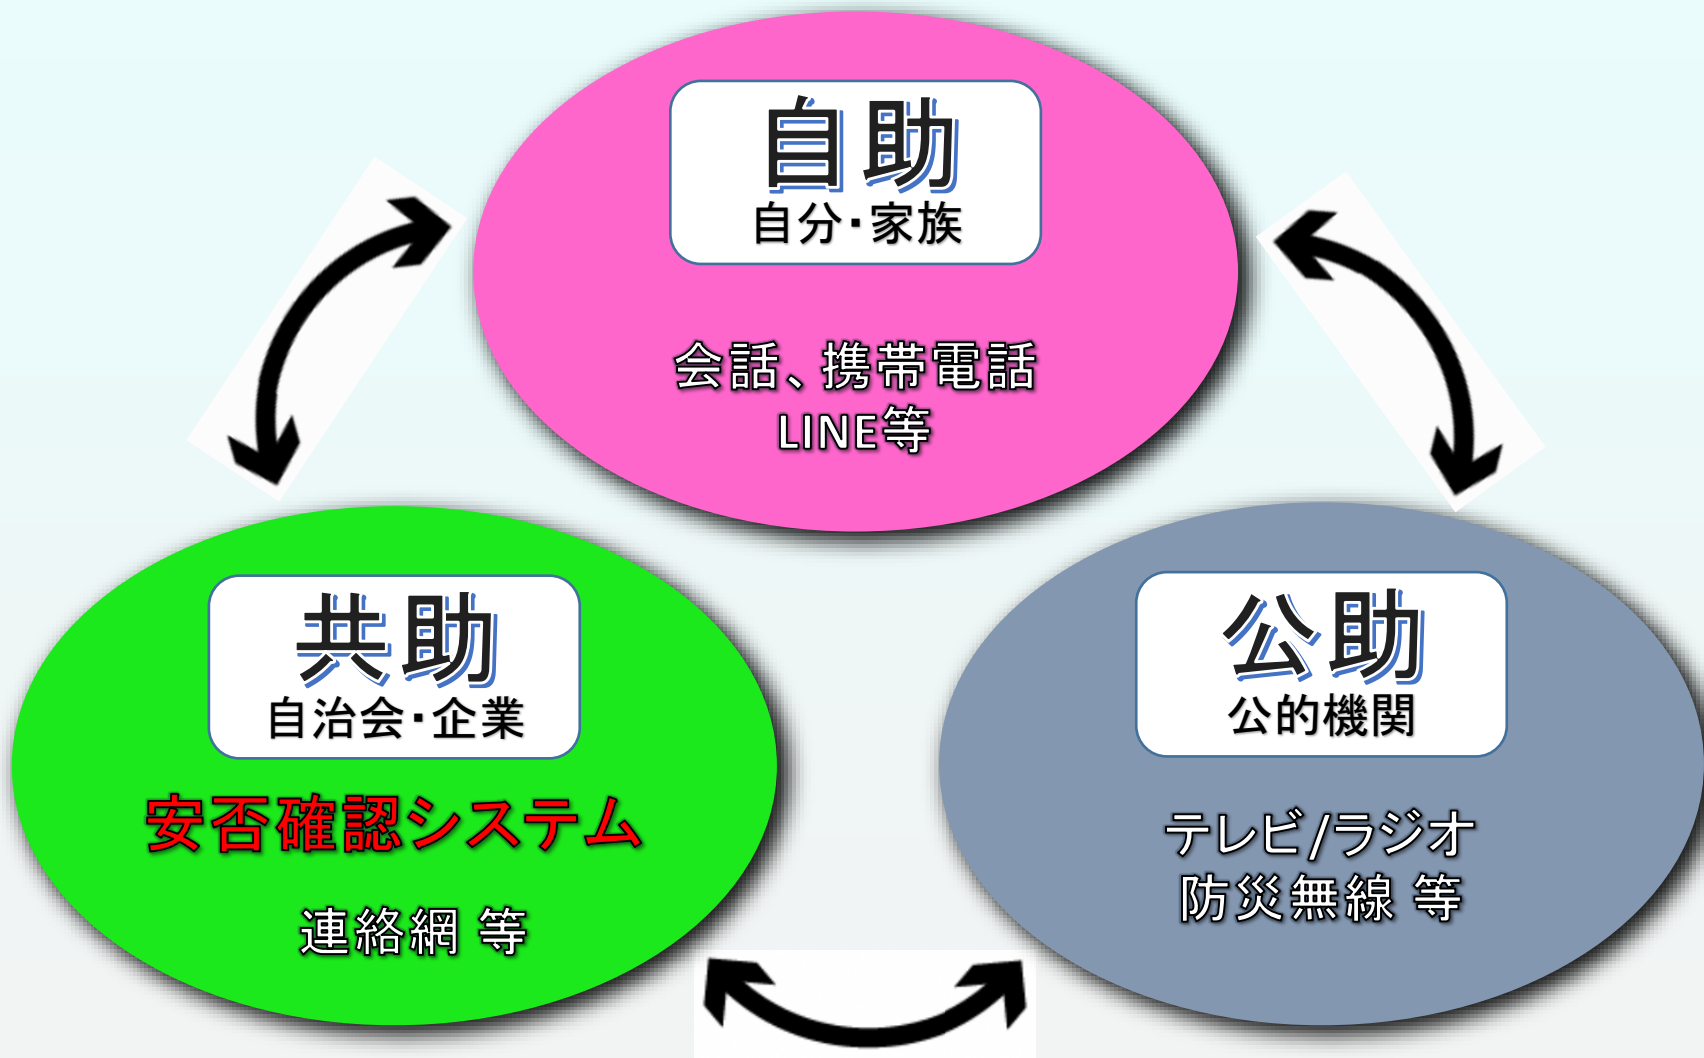 自助
自分・家族
会話、携帯電話
LINE等
共助
自治会・企業
安否確認システム
連絡網 等
公助
公的機関
テレビ/ラジオ
防災無線 等